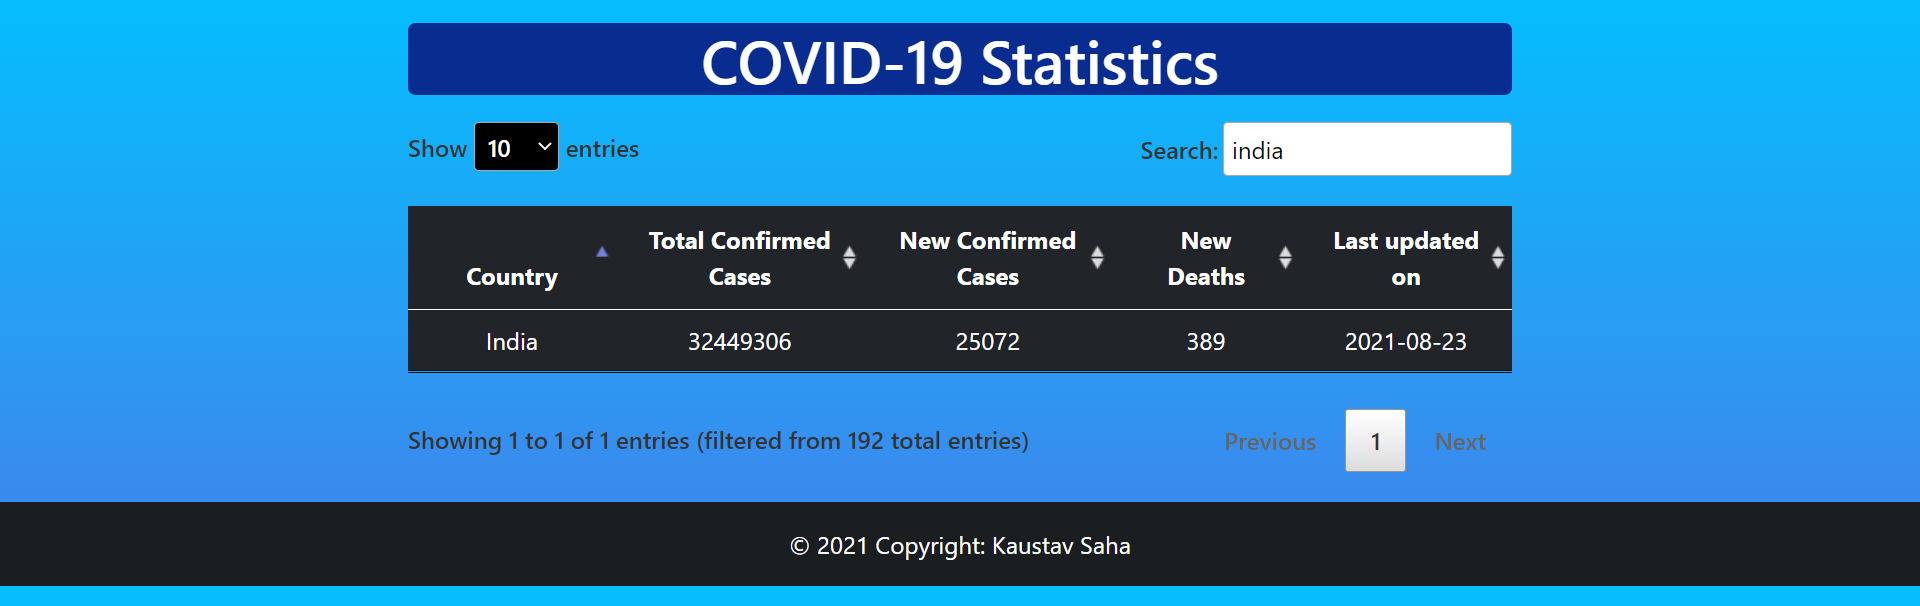 COVID-19 Statistics
Show 10 entries
Search: india
Country
Total Confirmed
Cases
New Confirmed
Cases
New
Deaths
Last updated
on
India 32449306 25072 389 2021-08-23
Showing 1 to 1 of 1 entries (filtered from 192 total entries)
Previous 1 Next
© 2021 Copyright: Kaustav Saha